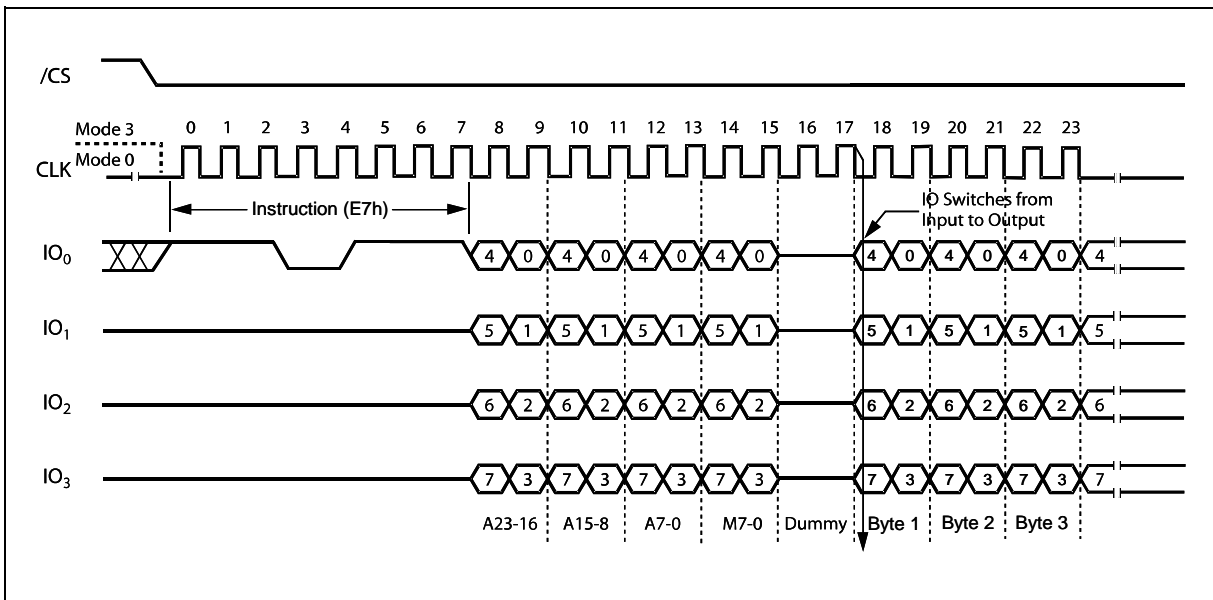 /CS
Mode 3
0 1 2 3 4 5 6 7 8 9 10 11 12 13 14 15 16 17 18 19 20 21 22 23
CLK
Mode 0
Instruction (E7h)
IO Switches from
Input to Output
IO0 4 0 4 0 4 0 4 0 4 0 4 0 4 0 4
IO1 5 1 5 1 5 1 5 1 5 1 5 1 5 1 5
IO2 6 2 6 2 6 2 6 2 6 2 6 2 6 2 6
IO3 7 3 7 3 7 3 7 3 7 3 7 3 7 3 7
A23-16 A15-8 A7-0 M7-0 Dummy Byte 1 Byte 2 Byte 3